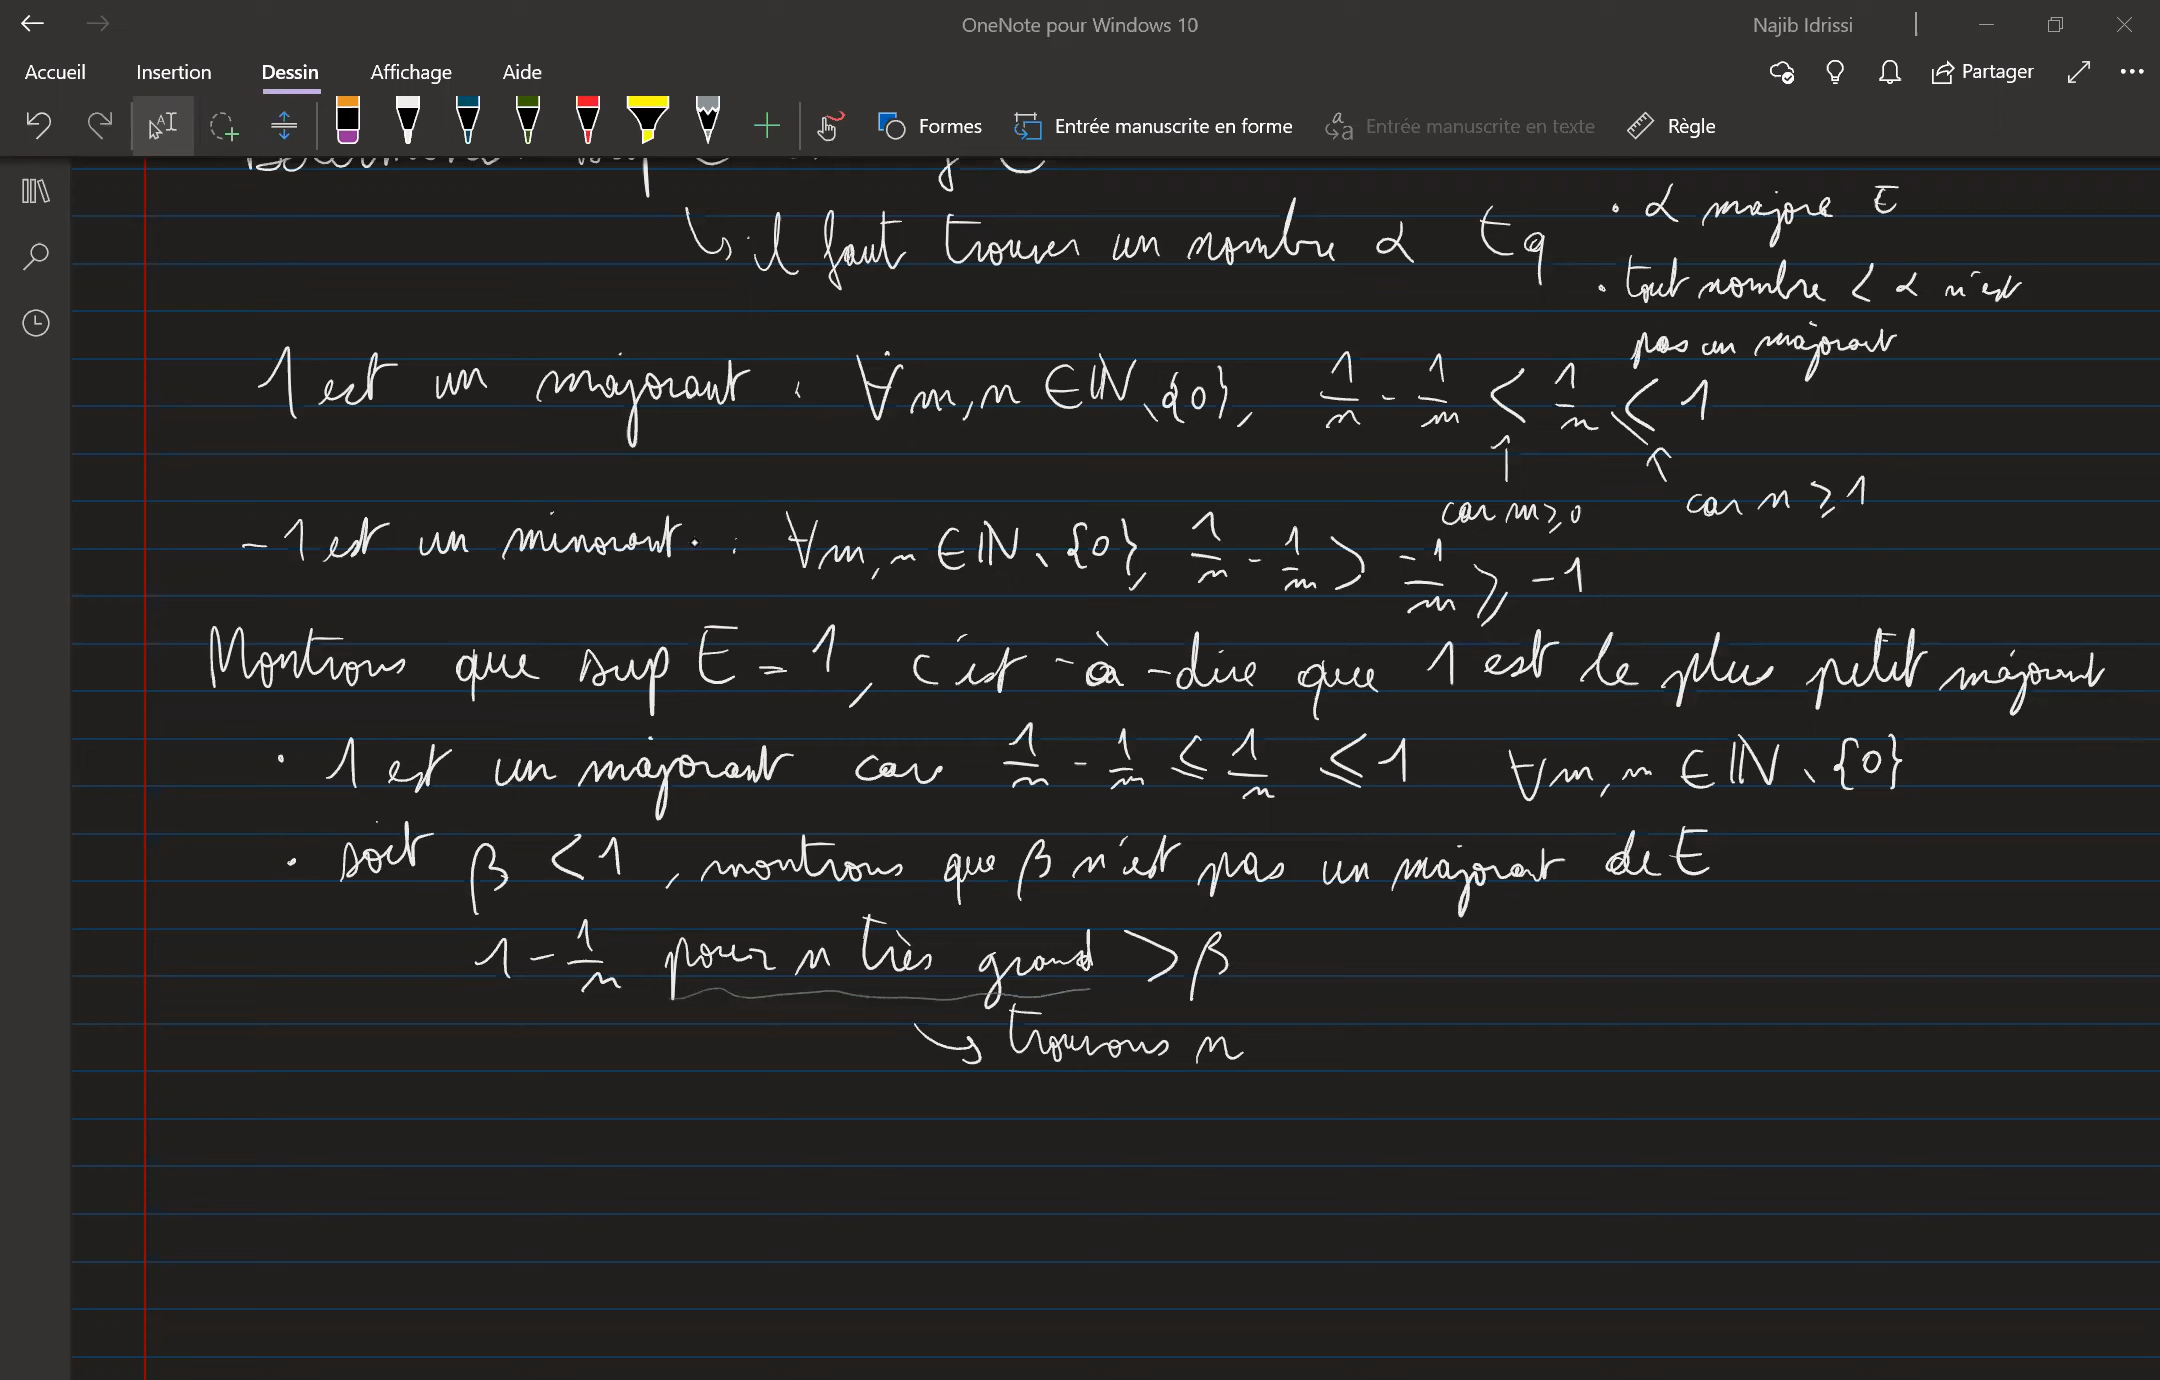 OneNote pour Windows 10
Najib Idrissi
Accueil Insertion Dessin Affichage Aide
Partager
Formes Entrée manuscrite en forme Entrée manuscrite en texte Règle
↳ il faut trouver un nombre α tq
• α majore E
• tout nombre < α n'est
pas un majorant
1 est un majorant : ∀m, n ∈ ℕ \ {0}, 1/n - 1/m < 1/n ≤ 1
↑ car m ≥ 0
↑ car n ≥ 1
-1 est un minorant : ∀m, n ∈ ℕ \ {0}, 1/n - 1/m > -1/m ≥ -1
Montrons que sup E = 1, c'est-à-dire que 1 est le plus petit majorant
• 1 est un majorant car 1/n - 1/m ≤ 1/n ≤ 1 ∀m, n ∈ ℕ \ {0}
• soit β < 1, montrons que β n'est pas un majorant de E
1 - 1/n pour n très grand > β
↳ trouvons n